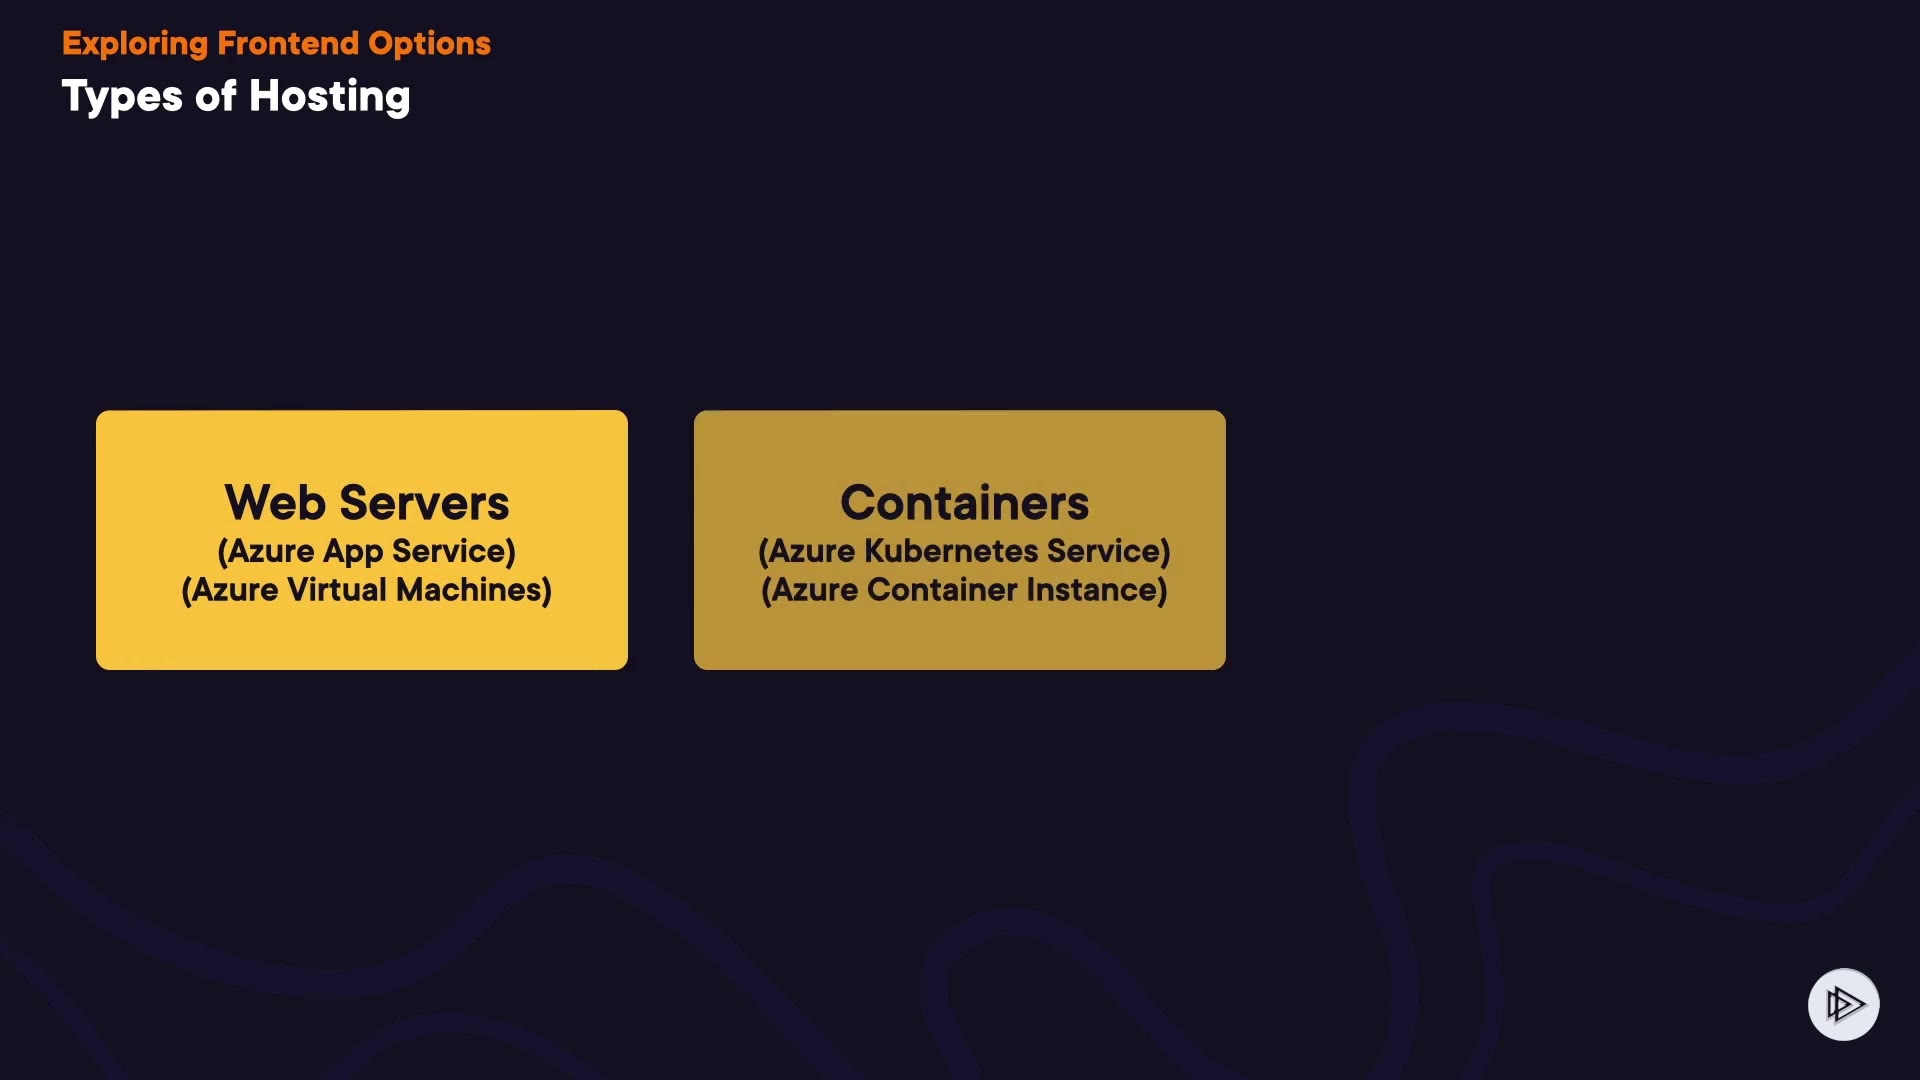 Exploring Frontend Options
Types of Hosting
Web Servers
(Azure App Service)
(Azure Virtual Machines)
Containers
(Azure Kubernetes Service)
(Azure Container Instance)